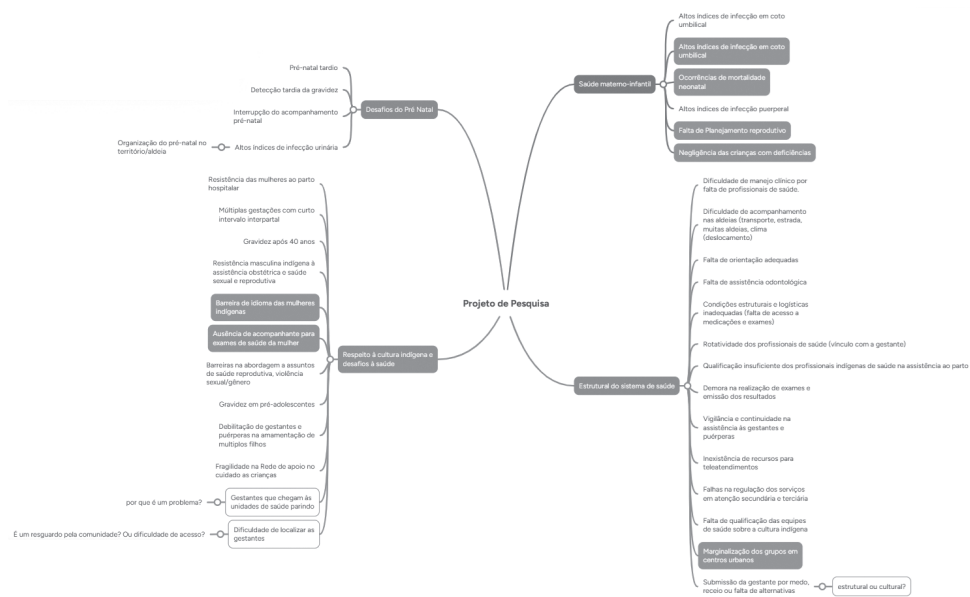 Projeto de Pesquisa
Desafios do Pré Natal
Pré-natal tardio
Detecção tardia da gravidez
Interrupção do acompanhamento
pré-natal
Altos índices de infecção urinária
Organização do pré-natal no
território/aldeia
Respeito à cultura indígena e
desafios à saúde
Resistência das mulheres ao parto
hospitalar
Múltiplas gestações com curto
intervalo interpartal
Gravidez após 40 anos
Resistência masculina indígena à
assistência obstétrica e saúde
sexual e reprodutiva
Barreira de idioma das mulheres
indígenas
Ausência de acompanhante para
exames de saúde da mulher
Barreiras na abordagem a assuntos
de saúde reprodutiva, violência
sexual/gênero
Gravidez em pré-adolescentes
Debilitação de gestantes e
puérperas na amamentação de
multiplos filhos
Fragilidade na Rede de apoio no
cuidado as crianças
Gestantes que chegam às
unidades de saúde parindo
por que é um problema?
Dificuldade de localizar as
gestantes
É um resguardo pela comunidade? Ou dificuldade de acesso?
Saúde materno-infantil
Altos índices de infecção em coto
umbilical
Altos índices de infecção em coto
umbilical
Ocorrências de mortalidade
neonatal
Altos índices de infecção puerperal
Falta de Planejamento reprodutivo
Negligência das crianças com deficiências
Estrutural do sistema de saúde
Dificuldade de manejo clínico por
falta de profissionais de saúde.
Dificuldade de acompanhamento
nas aldeias (transporte, estrada,
muitas aldeias, clima
(deslocamento)
Falta de orientação adequadas
Falta de assistência odontológica
Condições estruturais e logísticas
inadequadas (falta de acesso a
medicações e exames)
Rotatividade dos profissionais de saúde (vínculo com a gestante)
Qualificação insuficiente dos profissionais indígenas de saúde na assistência ao parto
Demora na realização de exames e
emissão dos resultados
Vigilância e continuidade na
assistência às gestantes e
puérperas
Inexistência de recursos para
teleatendimentos
Falhas na regulação dos serviços
em atenção secundária e terciária
Falta de qualificação das equipes
de saúde sobre a cultura indígena
Marginalização dos grupos em
centros urbanos
Submissão da gestante por medo,
receio ou falta de alternativas
estrutural ou cultural?